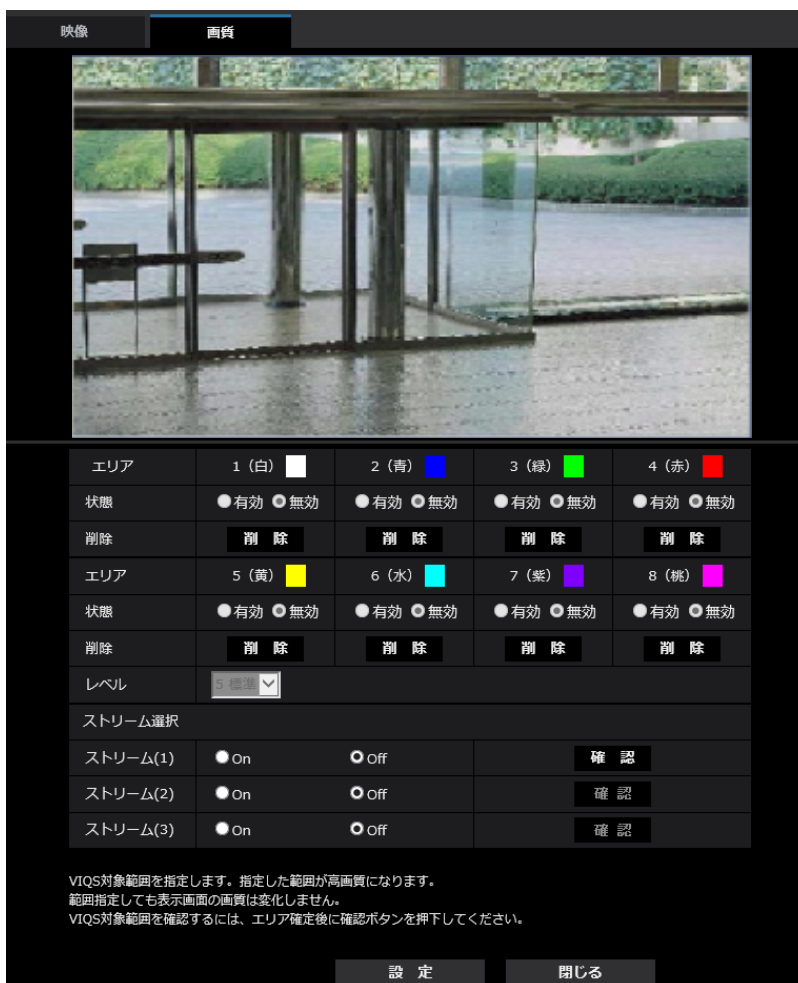 映像 画質
エリア 1（白） 2（青） 3（緑） 4（赤）
状態 有効 無効 有効 無効 有効 無効 有効 無効
削除 削 除 削 除 削 除 削 除
エリア 5（黄） 6（水） 7（紫） 8（桃）
状態 有効 無効 有効 無効 有効 無効 有効 無効
削除 削 除 削 除 削 除 削 除
レベル 5 標準
ストリーム選択
ストリーム(1) On Off 確 認
ストリーム(2) On Off 確 認
ストリーム(3) On Off 確 認
VIQS対象範囲を指定します。指定した範囲が高画質になります。
範囲指定しても表示画面の画質は変化しません。
VIQS対象範囲を確認するには、エリア確定後に確認ボタンを押下してください。
設 定 閉じる